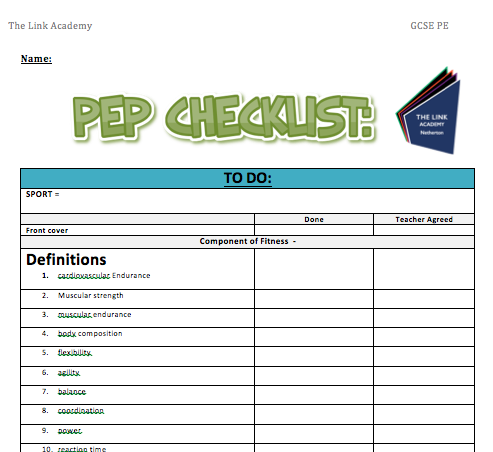 The Link Academy GCSE PE
Name:
PEP CHECKLIST:
THE LINK
ACADEMY
Netherton
TO DO:
SPORT =
Done Teacher Agreed
Front cover
Component of Fitness -
Definitions
1. cardiovascular Endurance
2. Muscular strength
3. muscular endurance
4. body composition
5. flexibility
6. agility
7. balance
8. coordination
9. power
10. reaction time